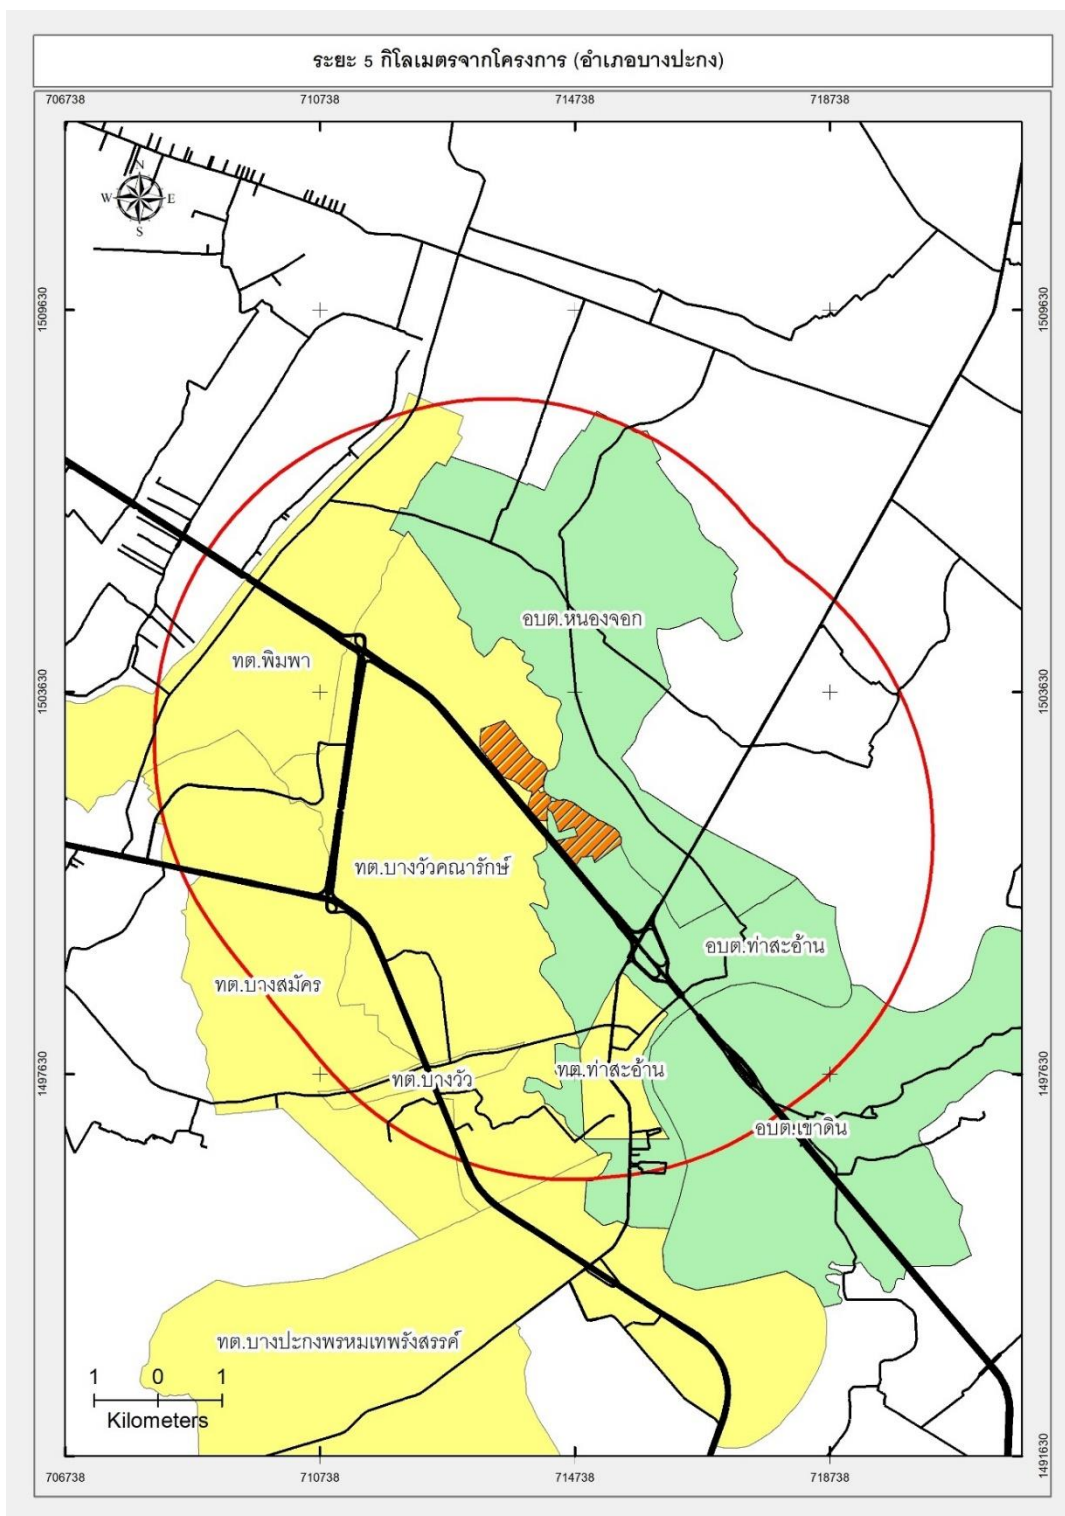 ระยะ 5 กิโลเมตรจากโครงการ (อำเภอบางปะกง)
706738
710738
714738
718738
N
W
E
S
1509630
1509630
อบต.หนองจอก
ทต.พิมพา
1503630
1503630
ทต.บางวัวคณารักษ์
อบต.ท่าสะอ้าน
ทต.บางสมัคร
ทต.ท่าสะอ้าน
ทต.บางวัว
1497630
1497630
อบต.เขาดิน
ทต.บางปะกงพรหมเทพรังสรรค์
1 0 1
Kilometers
1491630
706738
710738
714738
718738